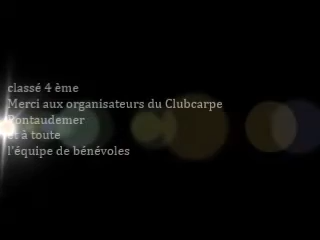 classé 4 ème
Merci aux organisateurs du Clubcarpe
Pontaudemer
et à toute
l'équipe de bénévoles